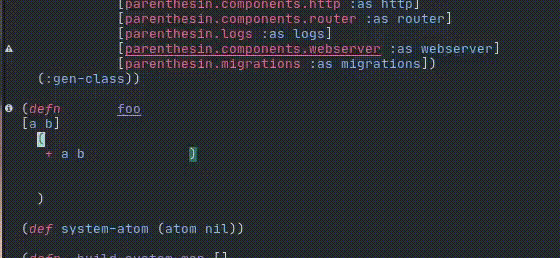 [parenthesin.components.http :as http]
[parenthesin.components.router :as router]
[parenthesin.logs :as logs]
[parenthesin.components.webserver :as webserver]
[parenthesin.migrations :as migrations])
(:gen-class))
(defn foo
[a b]
(
+ a b )
)
(def system-atom (atom nil))
(defn- build-system-map []